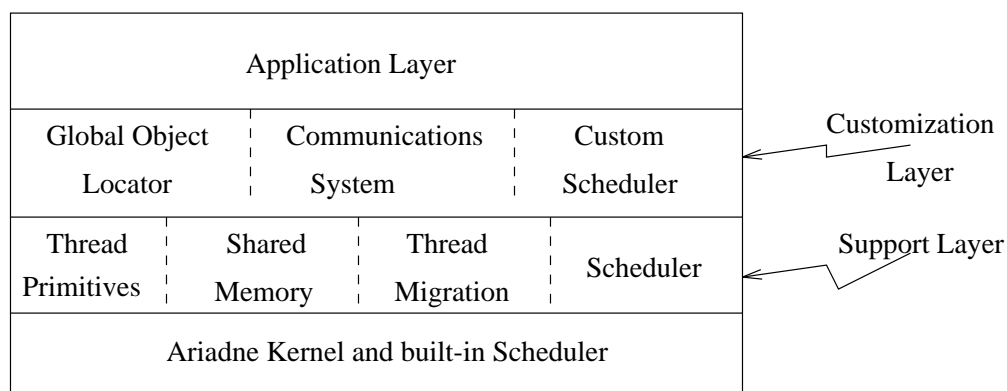 Application Layer
Global Object
Locator
Communications
System
Custom
Scheduler
Customization
Layer
Thread
Primitives
Shared
Memory
Thread
Migration
Scheduler
Support Layer
Ariadne Kernel and built-in Scheduler